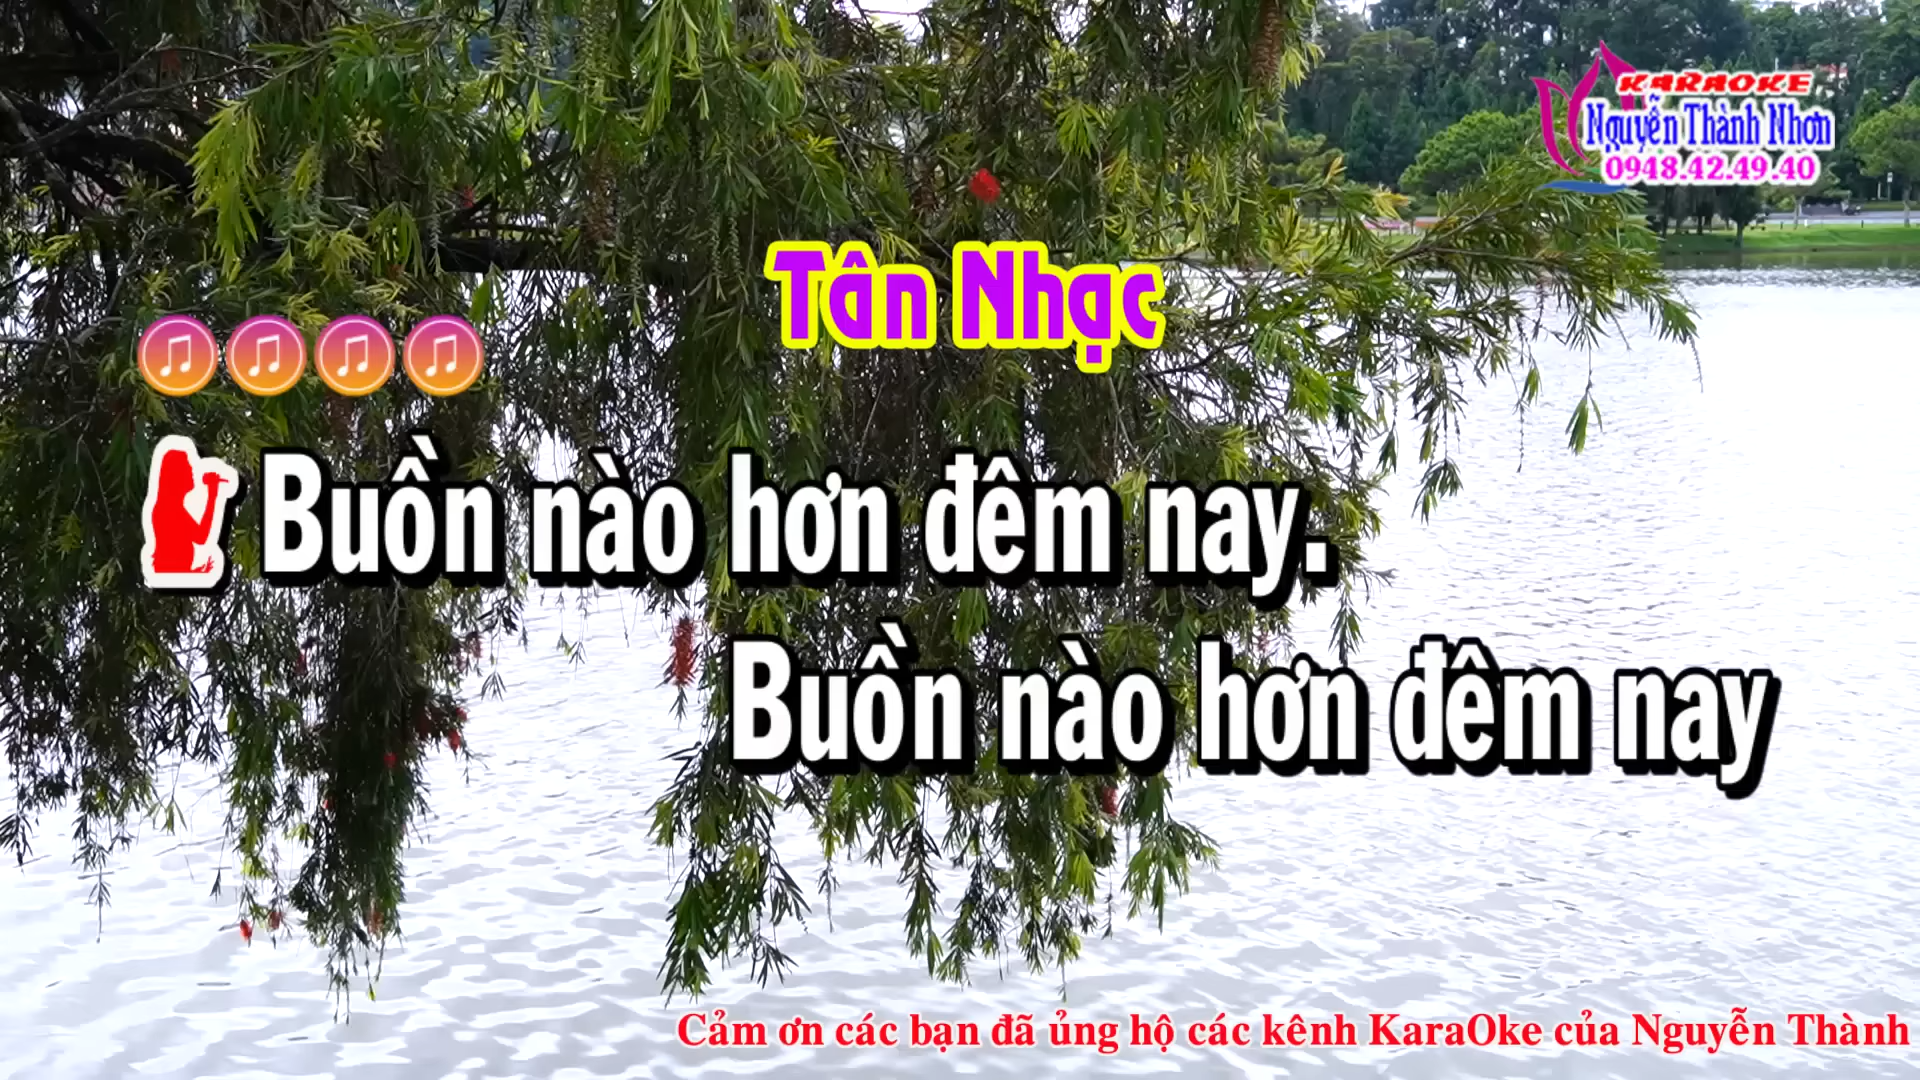 KARAOKE
Nguyễn Thành Nhơn
0948.42.49.40
Tân Nhạc
Buồn nào hơn đêm nay.
Buồn nào hơn đêm nay
Cảm ơn các bạn đã ủng hộ các kênh KaraOke của Nguyễn Thành